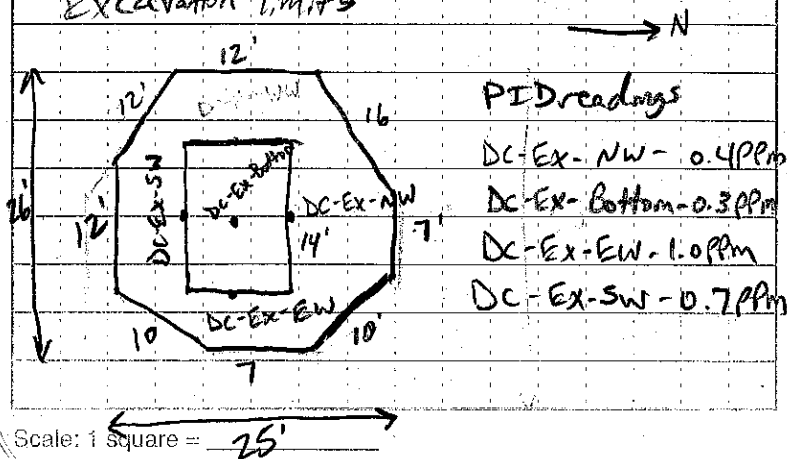 Excavation limits
N
12'
12'
16
26'
12'
DC-Ex-SW
DC-Ex-Bottom
DC-Ex-NW
14'
7'
DC-Ex-EW
10
10'
7
25'
PID readings
DC-Ex-NW- 0.4PPm
DC-Ex-Bottom-0.3PPm
DC-Ex-EW-1.0PPm
DC-Ex-SW-0.7PPm
Scale: 1 square =